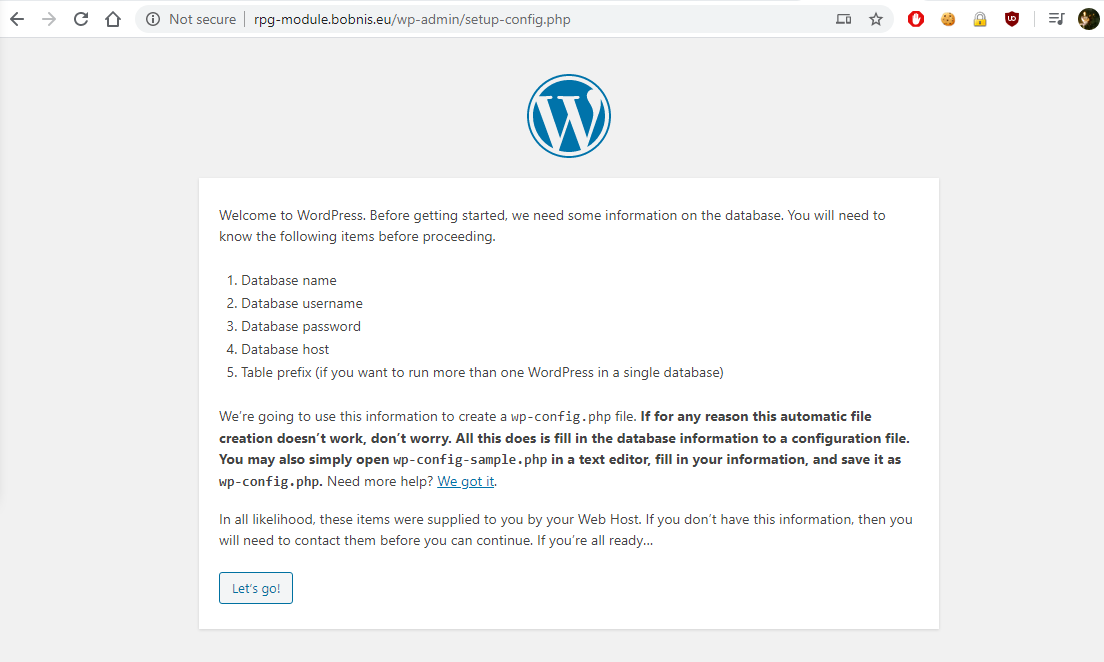 Not secure rpg-module.bobnis.eu/wp-admin/setup-config.php
Welcome to WordPress. Before getting started, we need some information on the database. You will need to
know the following items before proceeding.
1. Database name
2. Database username
3. Database password
4. Database host
5. Table prefix (if you want to run more than one WordPress in a single database)
We’re going to use this information to create a wp-config.php file. If for any reason this automatic file
creation doesn’t work, don’t worry. All this does is fill in the database information to a configuration file.
You may also simply open wp-config-sample.php in a text editor, fill in your information, and save it as
wp-config.php. Need more help? We got it.
In all likelihood, these items were supplied to you by your Web Host. If you don’t have this information, then you
will need to contact them before you can continue. If you’re all ready…
Let’s go!